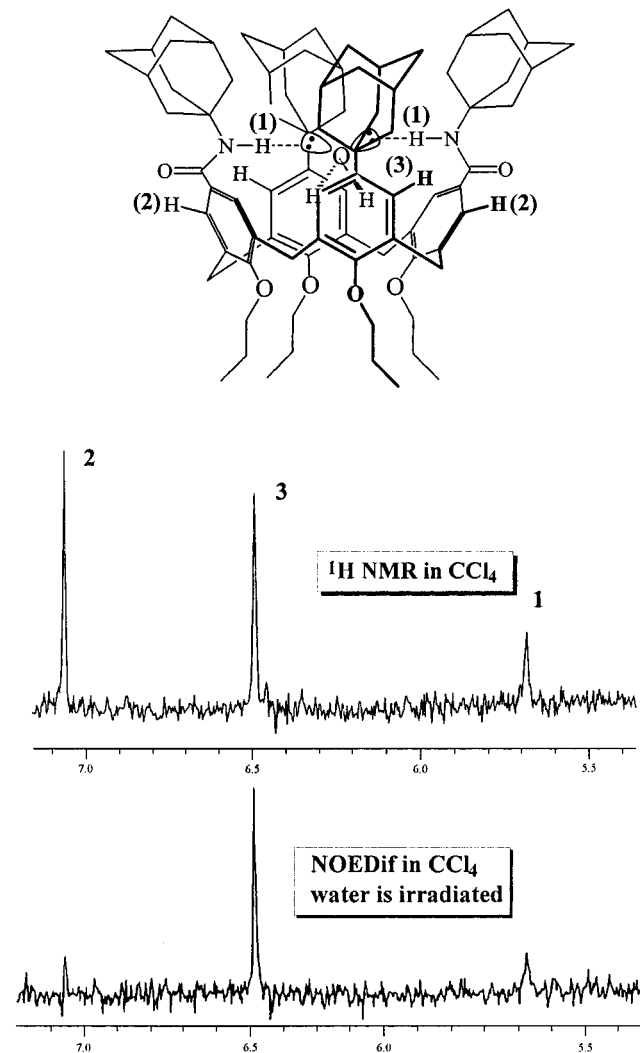 (1) (1)
N H H N
O O (3) O
H H
(2) H H H H (2)
O O O O
2
3
¹H NMR in CCl₄
1
7.0 6.5 6.0 5.5
NOEDif in CCl₄
water is irradiated
7.0 6.5 6.0 5.5